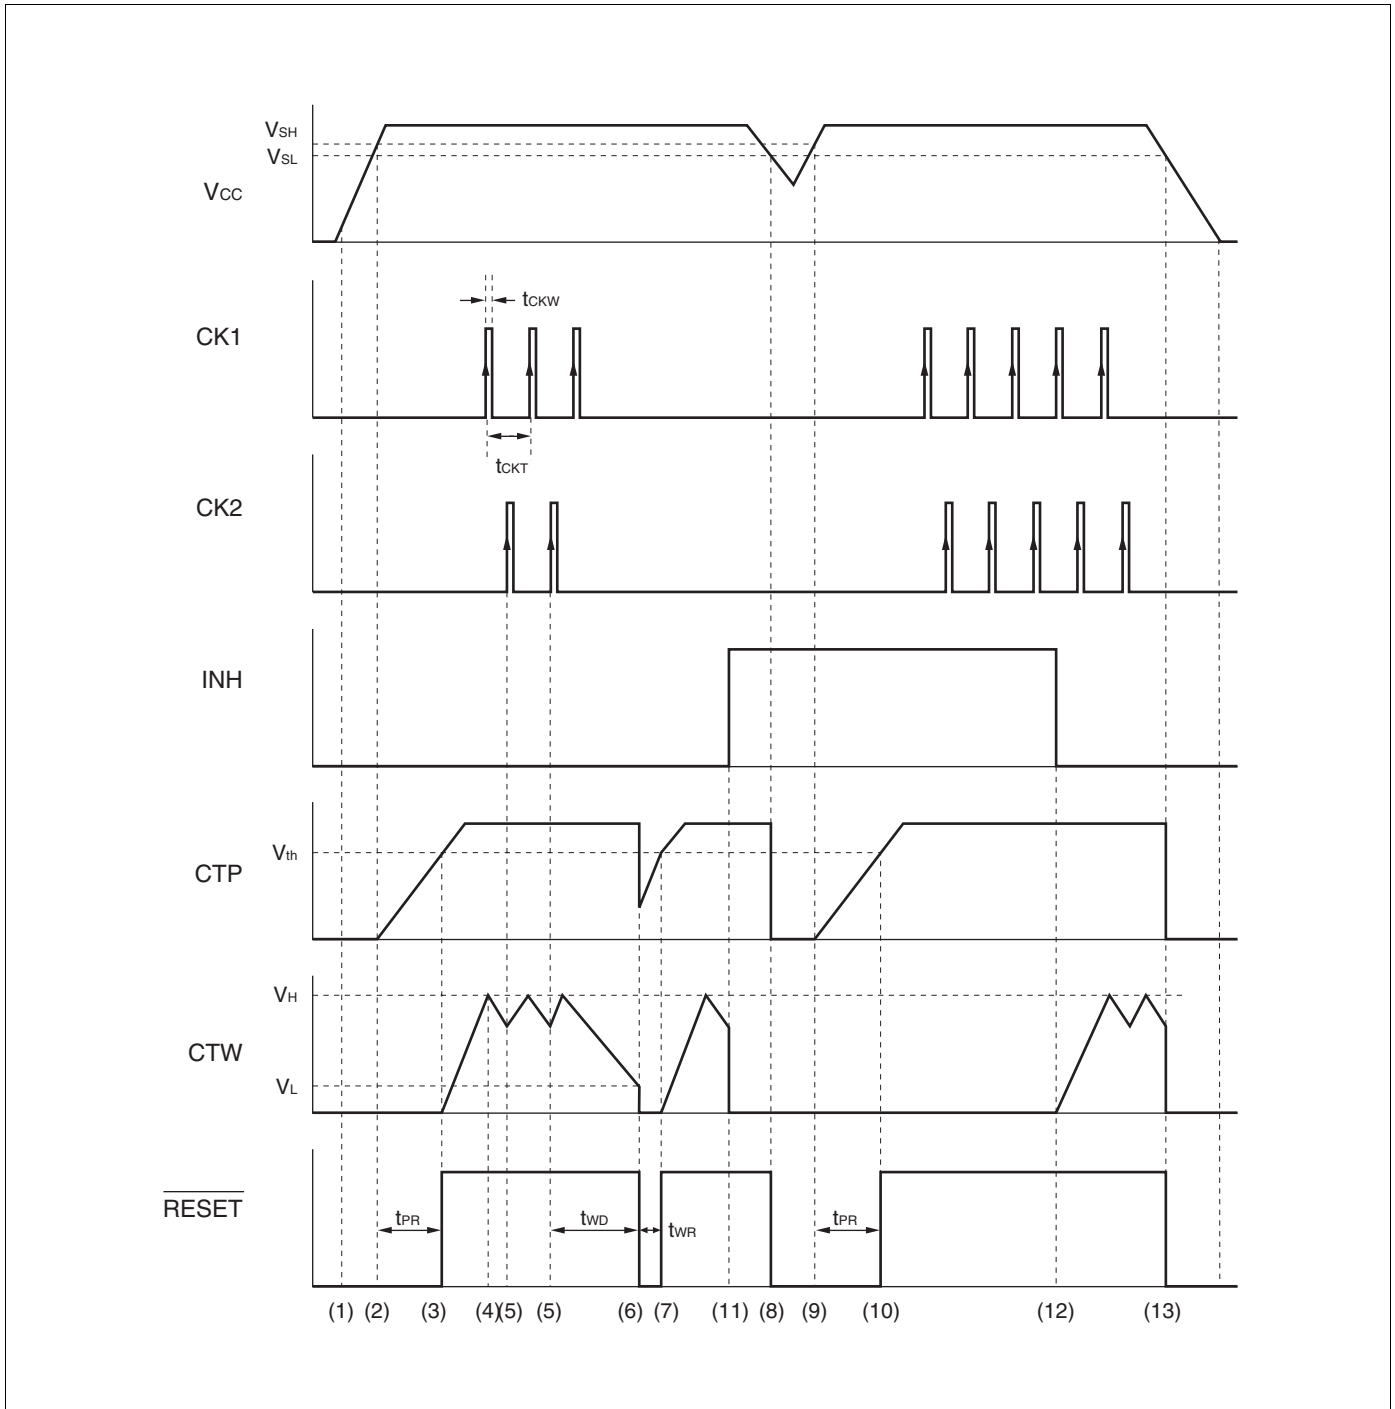 VSH
VSL
VCC
tCKW
CK1
tCKT
CK2
INH
Vth
CTP
VH
CTW
VL
RESET
tPR
tWD
tWR
tPR
(1) (2) (3) (4)(5) (5) (6) (7) (11) (8) (9) (10) (12) (13)